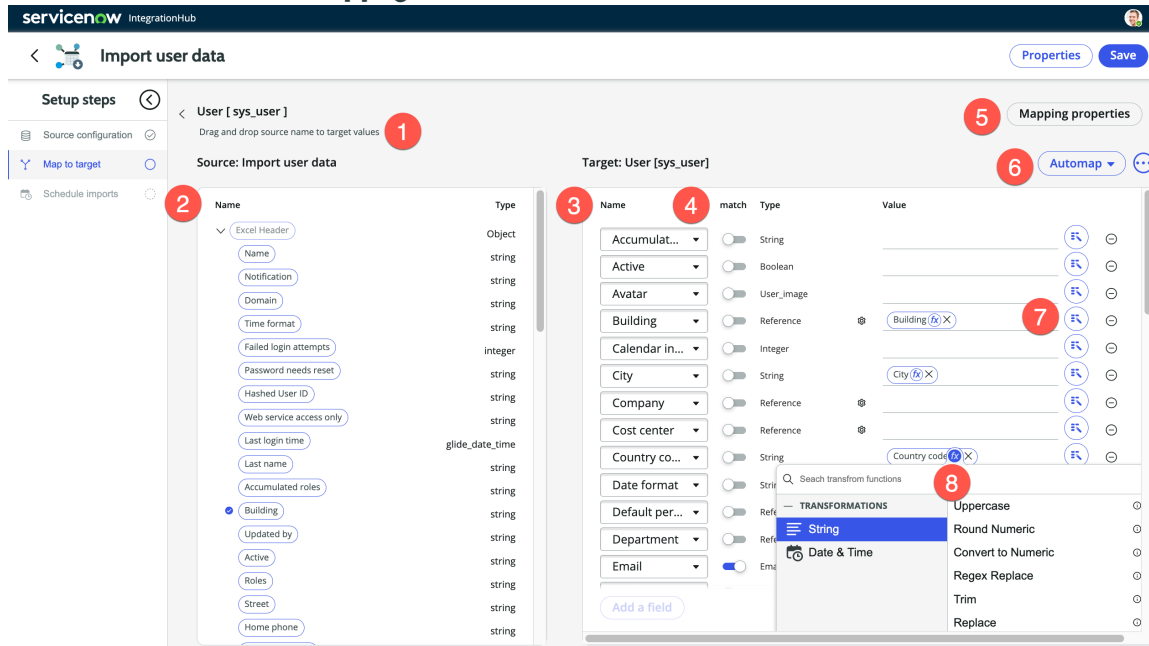 servicenow IntegrationHub
Import user data
Properties
Save
Setup steps
Source configuration
Map to target
Schedule imports
User [ sys_user ]
Drag and drop source name to target values
1
5
Mapping properties
Source: Import user data
Target: User [sys_user]
6
Automap
2
Name Type
Excel Header Object
Name string
Notification string
Domain string
Time format string
Failed login attempts integer
Password needs reset string
Hashed User ID string
Web service access only string
Last login time glide_date_time
Last name string
Accumulated roles string
Building string
Updated by string
Active string
Roles string
Street string
Home phone string
3
Name
4
match Type Value
Accumulat... String
Active Boolean
Avatar User_image
Building Reference Building fx
7
Calendar in... Integer
City String City fx
Company Reference
Cost center Reference
Country co... String Country code fx
Date format Strin
Default per... Refe
Department Refe
Email Ema
Add a field
Seach transfrom functions
8
TRANSFORMATIONS
String
Date & Time
Uppercase
Round Numeric
Convert to Numeric
Regex Replace
Trim
Replace